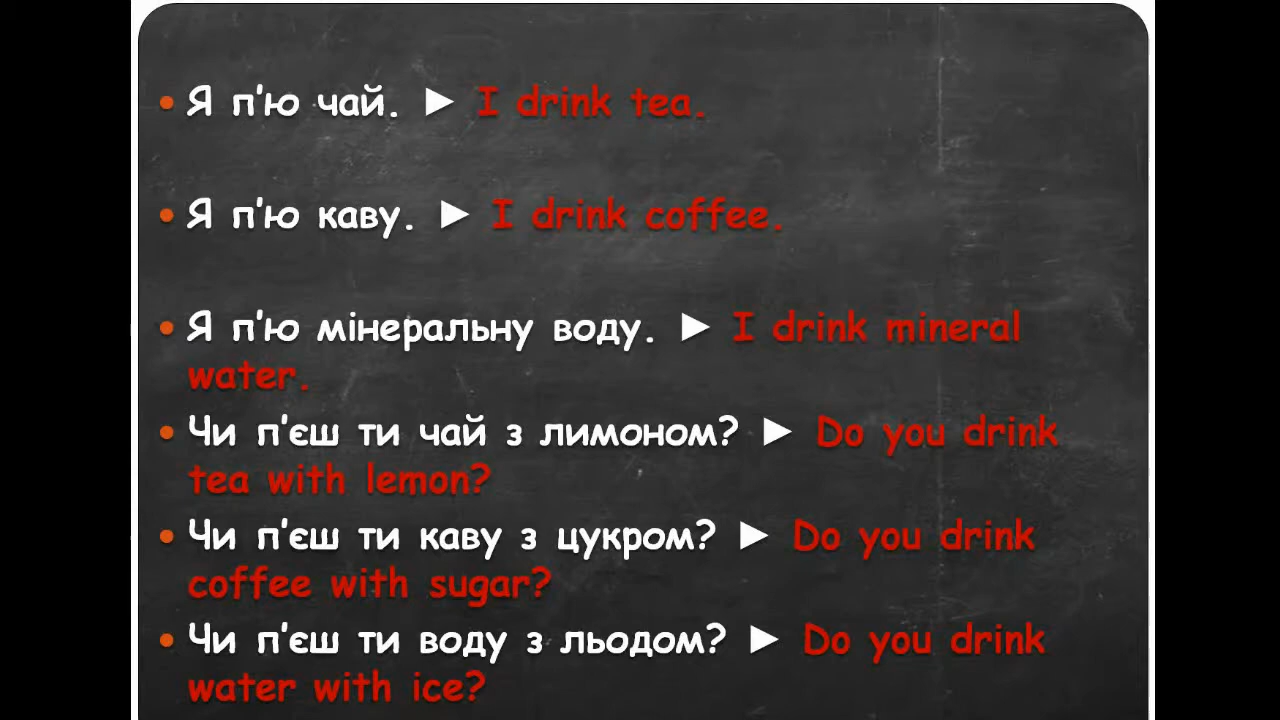 • Я п'ю чай. ► I drink tea.
• Я п'ю каву. ► I drink coffee.
• Я п'ю мінеральну воду. ► I drink mineral
water.
• Чи п'єш ти чай з лимоном? ► Do you drink
tea with lemon?
• Чи п'єш ти каву з цукром? ► Do you drink
coffee with sugar?
• Чи п'єш ти воду з льодом? ► Do you drink
water with ice?